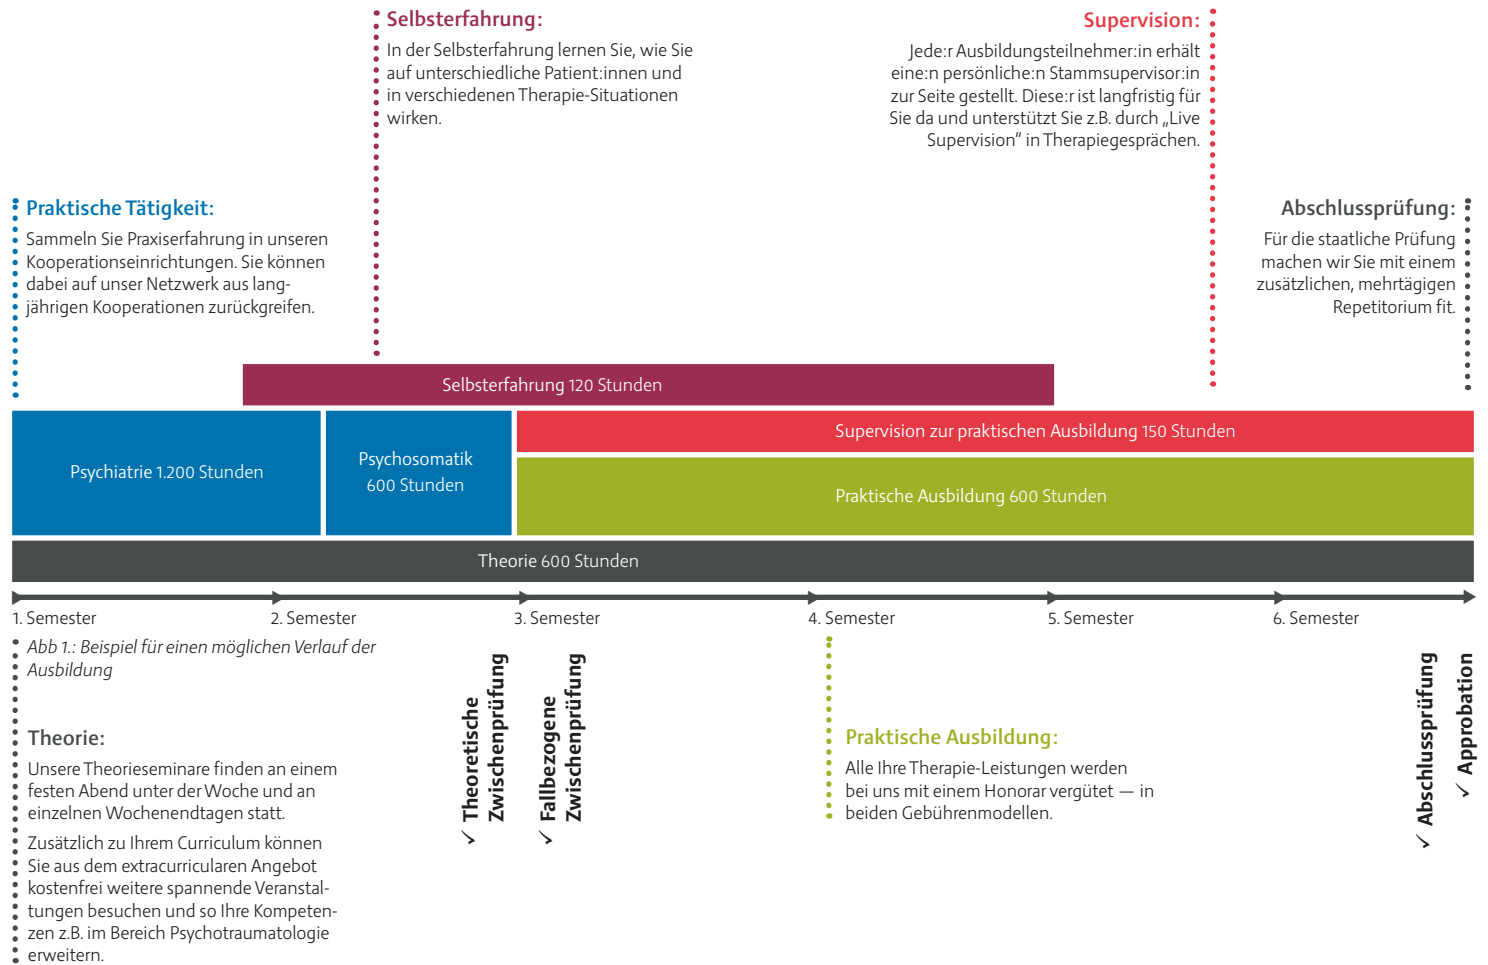 Selbsterfahrung:
In der Selbsterfahrung lernen Sie, wie Sie
auf unterschiedliche Patient:innen und
in verschiedenen Therapie-Situationen
wirken.
Supervision:
Jede:r Ausbildungsteilnehmer:in erhält
eine:n persönliche:n Stammsupervisor:in
zur Seite gestellt. Diese:r ist langfristig für
Sie da und unterstützt Sie z.B. durch „Live
Supervision“ in Therapiegesprächen.
Praktische Tätigkeit:
Sammeln Sie Praxiserfahrung in unseren
Kooperationseinrichtungen. Sie können
dabei auf unser Netzwerk aus lang-
jährigen Kooperationen zurückgreifen.
Abschlussprüfung:
Für die staatliche Prüfung
machen wir Sie mit einem
zusätzlichen, mehrtägigen
Repetitorium fit.
Selbsterfahrung 120 Stunden
Supervision zur praktischen Ausbildung 150 Stunden
Psychiatrie 1.200 Stunden
Psychosomatik
600 Stunden
Praktische Ausbildung 600 Stunden
Theorie 600 Stunden
1. Semester
2. Semester
3. Semester
4. Semester
5. Semester
6. Semester
Abb 1.: Beispiel für einen möglichen Verlauf der
Ausbildung
Theorie:
Unsere Theorieseminare finden an einem
festen Abend unter der Woche und an
einzelnen Wochenendtagen statt.
Zusätzlich zu Ihrem Curriculum können
Sie aus dem extracurricularen Angebot
kostenfrei weitere spannende Veranstal-
tungen besuchen und so Ihre Kompeten-
zen z.B. im Bereich Psychotraumatologie
erweitern.
✓ Theoretische
Zwischenprüfung
✓ Fallbezogene
Zwischenprüfung
Praktische Ausbildung:
Alle Ihre Therapie-Leistungen werden
bei uns mit einem Honorar vergütet — in
beiden Gebührenmodellen.
✓ Abschlussprüfung
✓ Approbation